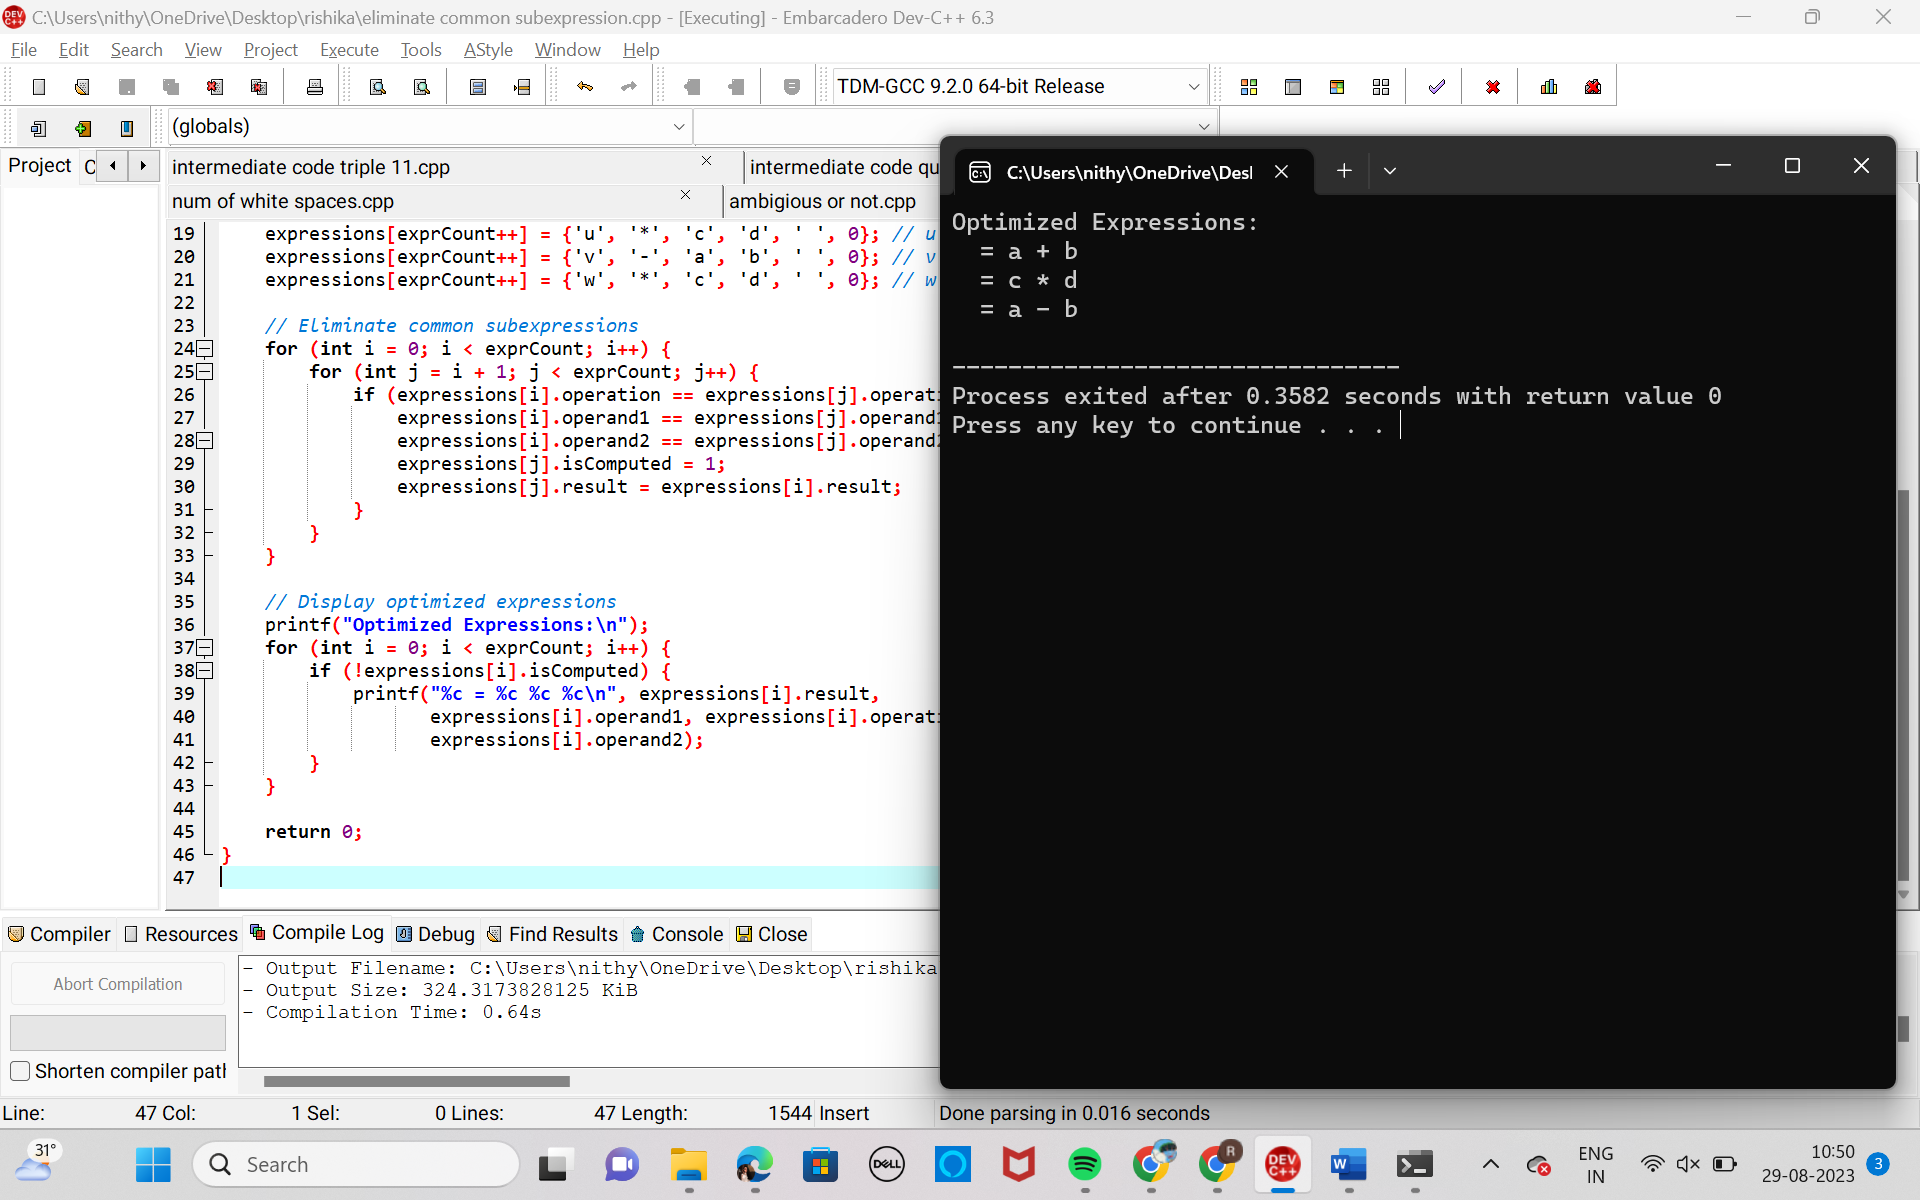 C:\Users\nithy\OneDrive\Desktop\rishika\eliminate common subexpression.cpp - [Executing] - Embarcadero Dev-C++ 6.3
File Edit Search View Project Execute Tools AStyle Window Help
TDM-GCC 9.2.0 64-bit Release
(globals)
Project C
intermediate code triple 11.cpp intermediate code qu
num of white spaces.cpp ambigious or not.cpp
19 expressions[exprCount++] = {'u', '*', 'c', 'd', ' ', 0}; // u
20 expressions[exprCount++] = {'v', '-', 'a', 'b', ' ', 0}; // v
21 expressions[exprCount++] = {'w', '*', 'c', 'd', ' ', 0}; // w
22
23 // Eliminate common subexpressions
24 for (int i = 0; i < exprCount; i++) {
25 for (int j = i + 1; j < exprCount; j++) {
26 if (expressions[i].operation == expressions[j].operati
27 expressions[i].operand1 == expressions[j].operand1
28 expressions[i].operand2 == expressions[j].operand2
29 expressions[j].isComputed = 1;
30 expressions[j].result = expressions[i].result;
31 }
32 }
33 }
34
35 // Display optimized expressions
36 printf("Optimized Expressions:\n");
37 for (int i = 0; i < exprCount; i++) {
38 if (!expressions[i].isComputed) {
39 printf("%c = %c %c %c\n", expressions[i].result,
40 expressions[i].operand1, expressions[i].operati
41 expressions[i].operand2);
42 }
43 }
44
45 return 0;
46 }
47
C:\Users\nithy\OneDrive\Des
Optimized Expressions:
= a + b
= c * d
= a - b
--------------------------------
Process exited after 0.3582 seconds with return value 0
Press any key to continue . . .
Compiler Resources Compile Log Debug Find Results Console Close
Abort Compilation
Shorten compiler path
- Output Filename: C:\Users\nithy\OneDrive\Desktop\rishika
- Output Size: 324.3173828125 KiB
- Compilation Time: 0.64s
Line: 47 Col: 1 Sel: 0 Lines: 47 Length: 1544 Insert Done parsing in 0.016 seconds
31°
Search
DELL
DEV C++
R
W
ENG
IN
10:50
29-08-2023
3